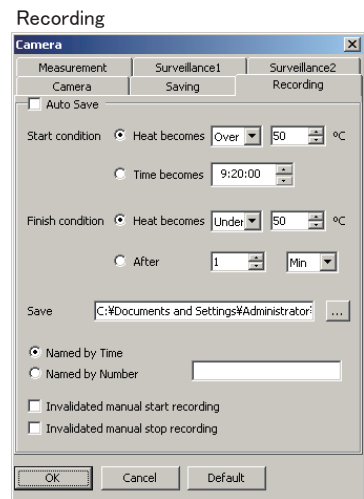 Recording
Camera
Measurement Surveillance1 Surveillance2
Camera Saving Recording
Auto Save
Start condition Heat becomes Over 50 ºC
Time becomes 9:20:00
Finish condition Heat becomes Under 50 ºC
After 1 Min
Save C:¥Documents and Settings¥Administrator ...
Named by Time
Named by Number
Invalidated manual start recording
Invalidated manual stop recording
OK Cancel Default